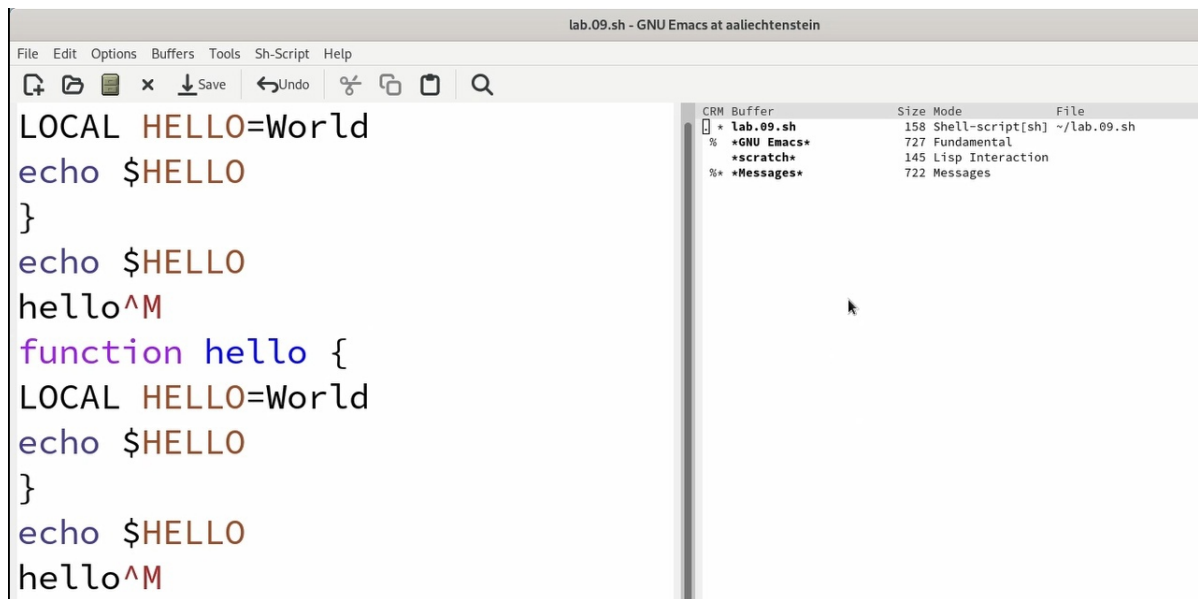 lab.09.sh - GNU Emacs at aaliechtenstein
File Edit Options Buffers Tools Sh-Script Help
Save Undo
LOCAL HELLO=World
echo $HELLO
}
echo $HELLO
hello^M
function hello {
LOCAL HELLO=World
echo $HELLO
}
echo $HELLO
hello^M
CRM Buffer Size Mode File
. * lab.09.sh 158 Shell-script[sh] ~/lab.09.sh
% *GNU Emacs* 727 Fundamental
*scratch* 145 Lisp Interaction
%* *Messages* 722 Messages